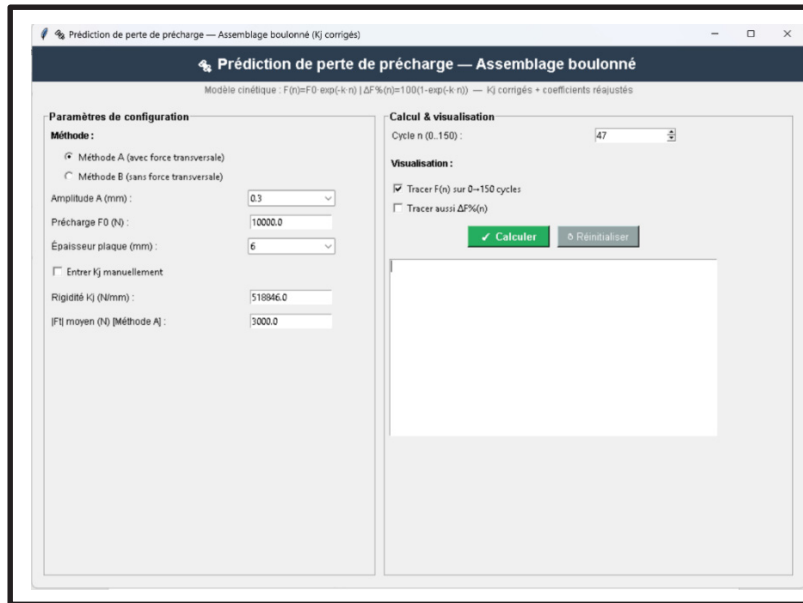 Prédiction de perte de précharge — Assemblage boulonné (Kj corrigés)
Prédiction de perte de précharge — Assemblage boulonné
Modèle cinétique : F(n)=F0·exp(-k·n) | ΔF%(n)=100(1-exp(-k·n)) — Kj corrigés + coefficients réajustés
Paramètres de configuration
Méthode :
Méthode A (avec force transversale)
Méthode B (sans force transversale)
Amplitude A (mm) : 0.3
Précharge F0 (N) : 10000.0
Épaisseur plaque (mm) : 6
Entrer Kj manuellement
Rigidité Kj (N/mm) : 518846.0
|Ft| moyen (N) [Méthode A] : 3000.0
Calcul & visualisation
Cycle n (0..150) : 47
Visualisation :
Tracer F(n) sur 0→150 cycles
Tracer aussi ΔF%(n)
✓ Calculer
Réinitialiser